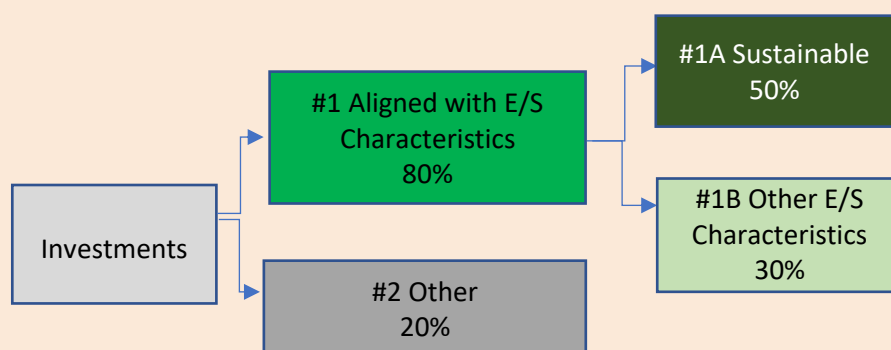 Investments
#1 Aligned with E/S
Characteristics
80%
#2 Other
20%
#1A Sustainable
50%
#1B Other E/S
Characteristics
30%